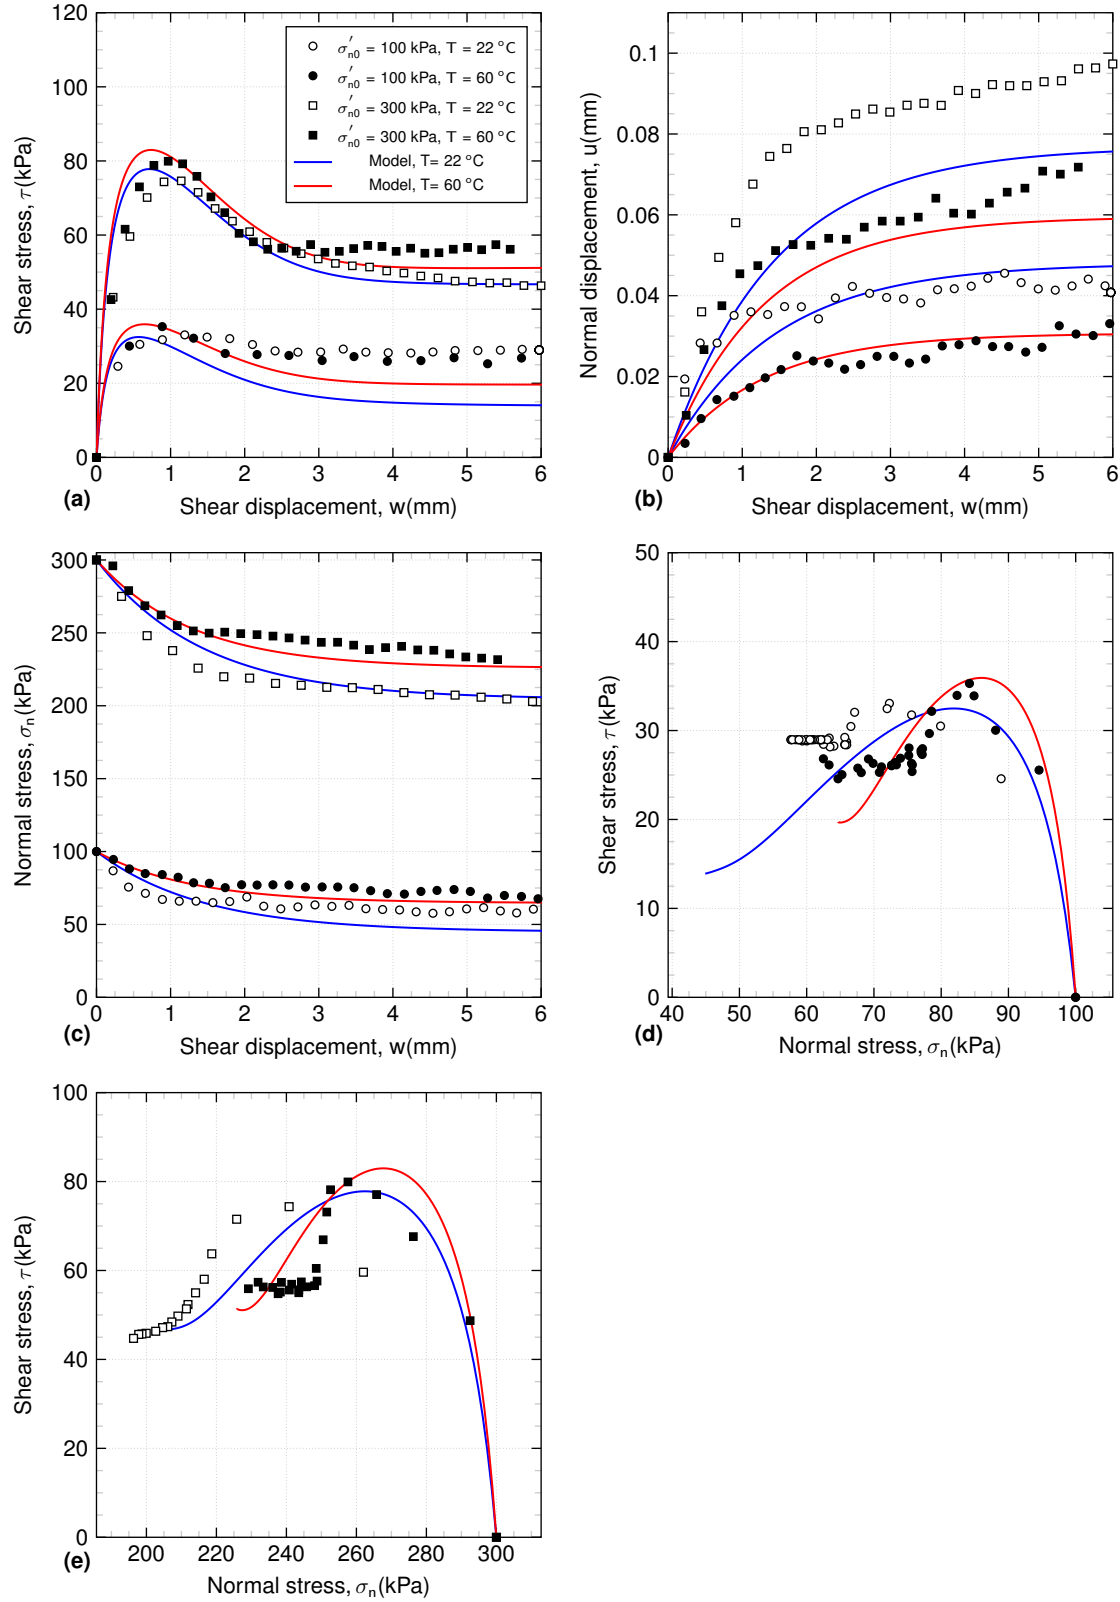 120
100
80
60
40
20
0
0 1 2 3 4 5 6
Shear stress, τ(kPa)
Shear displacement, w(mm)
(a)
σ′n0 = 100 kPa, T = 22 °C
σ′n0 = 100 kPa, T = 60 °C
σ′n0 = 300 kPa, T = 22 °C
σ′n0 = 300 kPa, T = 60 °C
Model, T= 22 °C
Model, T= 60 °C
0.1
0.08
0.06
0.04
0.02
0
0 1 2 3 4 5 6
Normal displacement, u(mm)
Shear displacement, w(mm)
(b)
300
250
200
150
100
50
0
0 1 2 3 4 5 6
Normal stress, σn(kPa)
Shear displacement, w(mm)
(c)
50
40
30
20
10
0
40 50 60 70 80 90 100
Shear stress, τ(kPa)
Normal stress, σn(kPa)
(d)
100
80
60
40
20
0
200 220 240 260 280 300
Shear stress, τ(kPa)
Normal stress, σn(kPa)
(e)